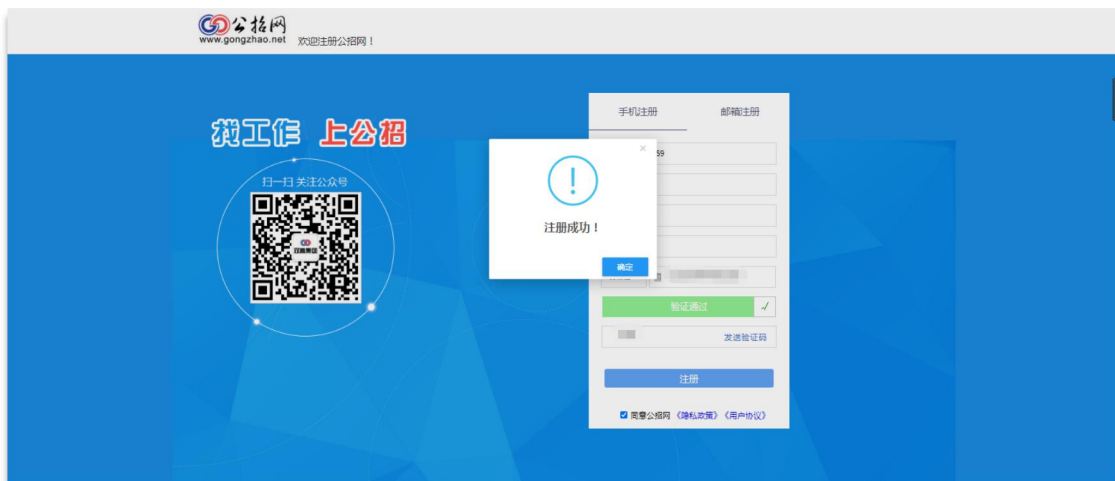 公招网
www.gongzhao.net
欢迎注册公招网！
找工作 上公招
扫一扫 关注公众号
手机注册 邮箱注册
×
59
注册成功！
确定
验证通过
发送验证码
注册
同意公招网 《隐私政策》《用户协议》